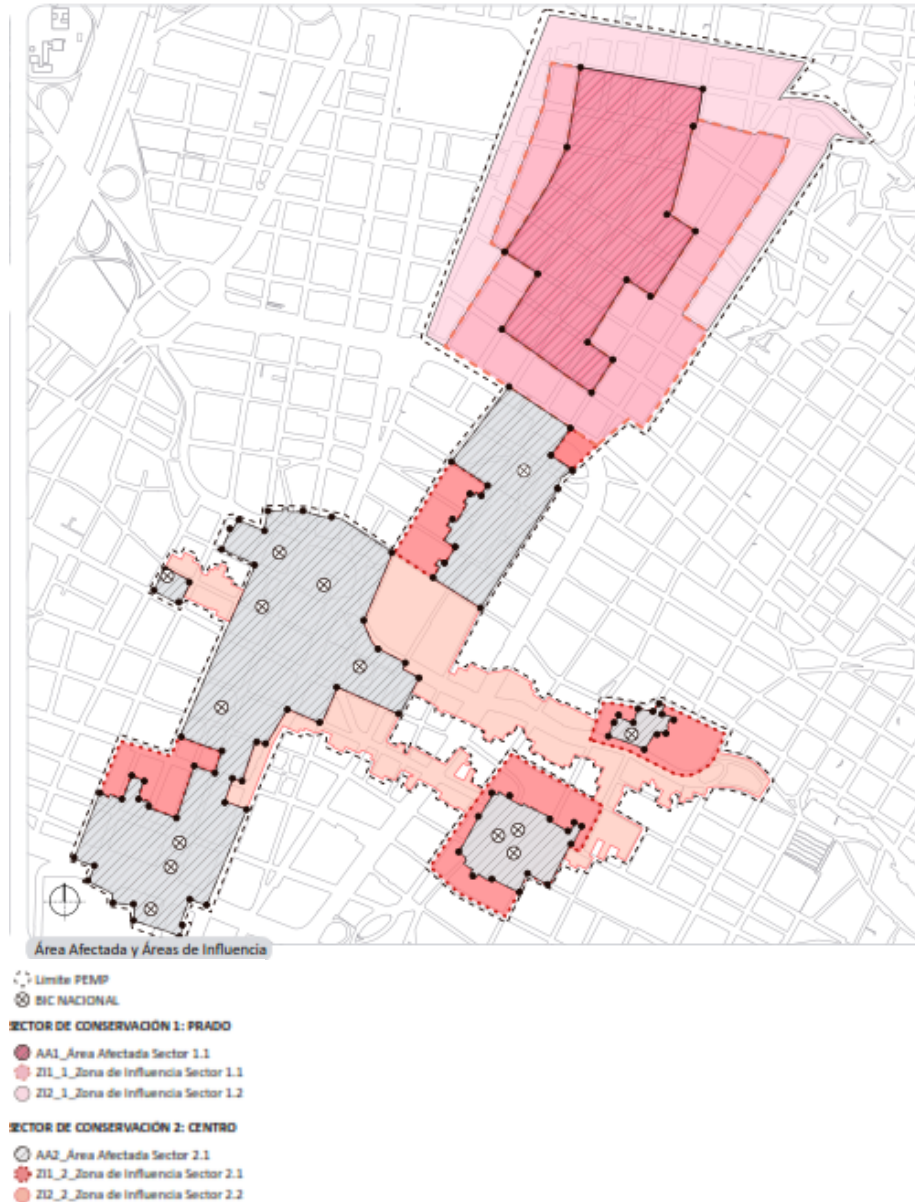 Área Afectada y Áreas de Influencia
Límite PEMP
BIC NACIONAL
SECTOR DE CONSERVACIÓN 1: PRADO
AA1_Área Afectada Sector 1.1
ZI1_1_Zona de Influencia Sector 1.1
ZI2_1_Zona de Influencia Sector 1.2
SECTOR DE CONSERVACIÓN 2: CENTRO
AA2_Área Afectada Sector 2.1
ZI1_2_Zona de Influencia Sector 2.1
ZI2_2_Zona de Influencia Sector 2.2